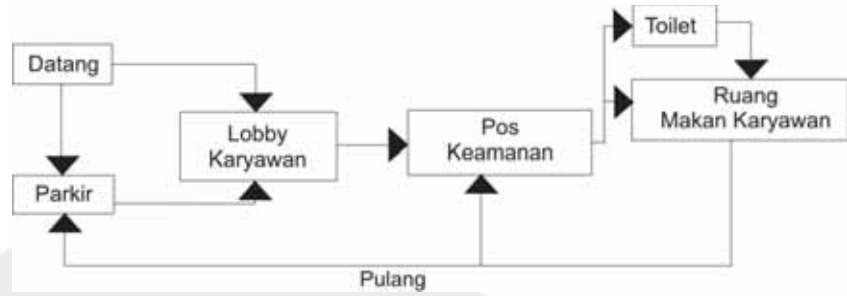 Datang
Parkir
Lobby
Karyawan
Pos
Keamanan
Toilet
Ruang
Makan Karyawan
Pulang